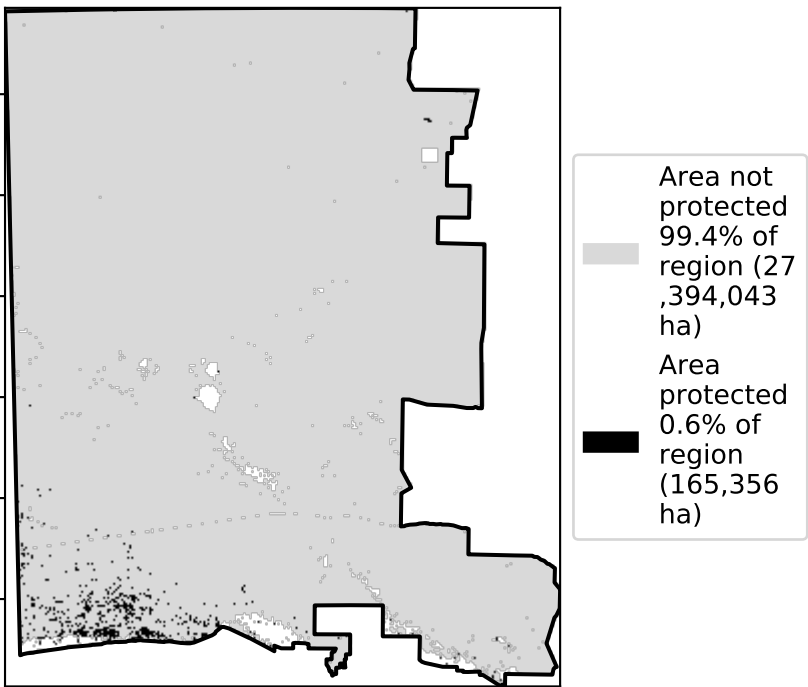 Area not
protected
99.4% of
region (27
,394,043
ha)
Area
protected
0.6% of
region
(165,356
ha)